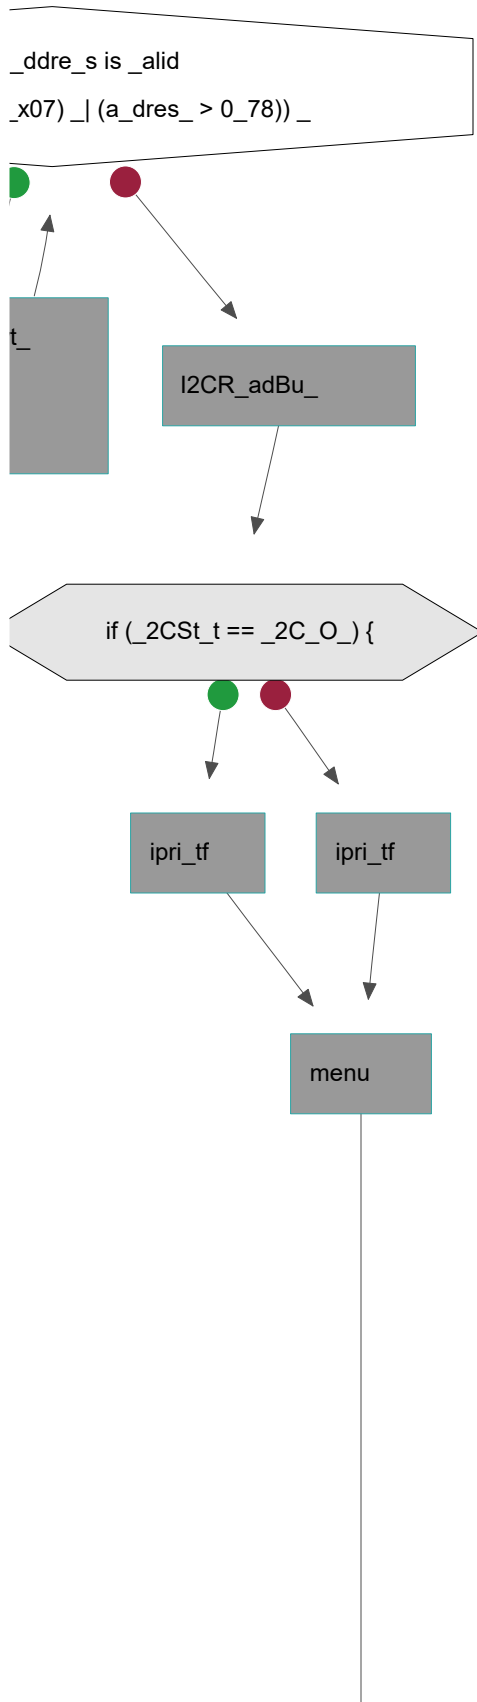 _ddre_s is _alid
_x07) _| (a_dres_ > 0_78)) _
t_
I2CR_adBu_
if (_2CSt_t == _2C_O_) {
ipri_tf
ipri_tf
menu